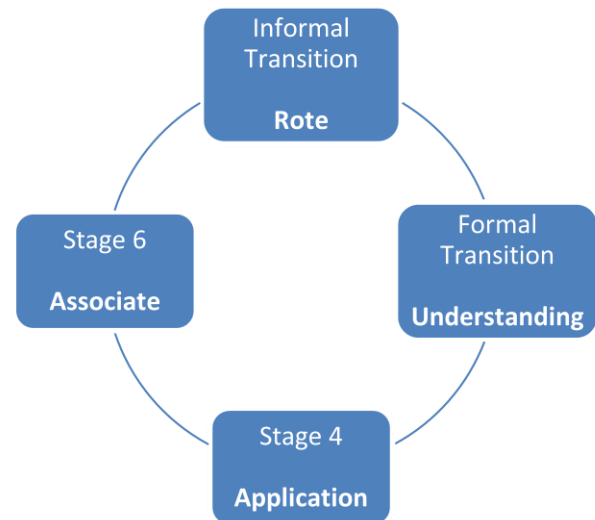 Informal
Transition
Rote
Formal
Transition
Understanding
Stage 4
Application
Stage 6
Associate